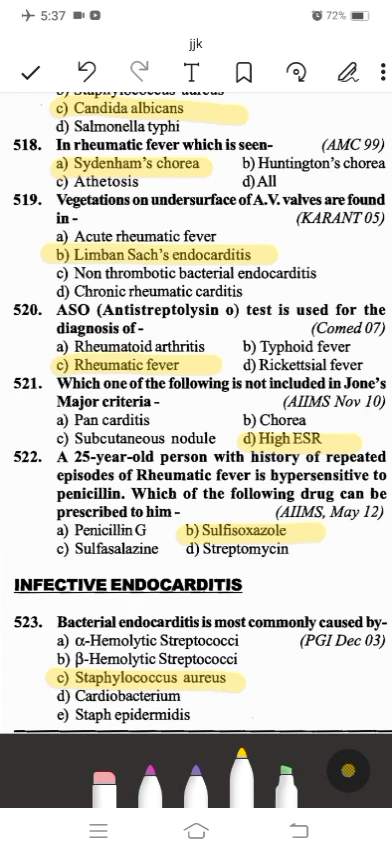 5:37
72%
jjk
T
b) Staphylococcus aureus
c) Candida albicans
d) Salmonella typhi
518. In rheumatic fever which is seen- (AMC 99)
a) Sydenham's chorea b) Huntington's chorea
c) Athetosis d) All
519. Vegetations on undersurface of A.V. valves are found
in - (KARANT 05)
a) Acute rheumatic fever
b) Limban Sach's endocarditis
c) Non thrombotic bacterial endocarditis
d) Chronic rheumatic carditis
520. ASO (Antistreptolysin o) test is used for the
diagnosis of - (Comed 07)
a) Rheumatoid arthritis b) Typhoid fever
c) Rheumatic fever d) Rickettsial fever
521. Which one of the following is not included in Jone's
Major criteria - (AIIMS Nov 10)
a) Pan carditis b) Chorea
c) Subcutaneous nodule d) High ESR
522. A 25-year-old person with history of repeated
episodes of Rheumatic fever is hypersensitive to
penicillin. Which of the following drug can be
prescribed to him - (AIIMS, May 12)
a) Penicillin G b) Sulfisoxazole
c) Sulfasalazine d) Streptomycin
INFECTIVE ENDOCARDITIS
523. Bacterial endocarditis is most commonly caused by-
a) α-Hemolytic Streptococci (PGI Dec 03)
b) β-Hemolytic Streptococci
c) Staphylococcus aureus
d) Cardiobacterium
e) Staph epidermidis